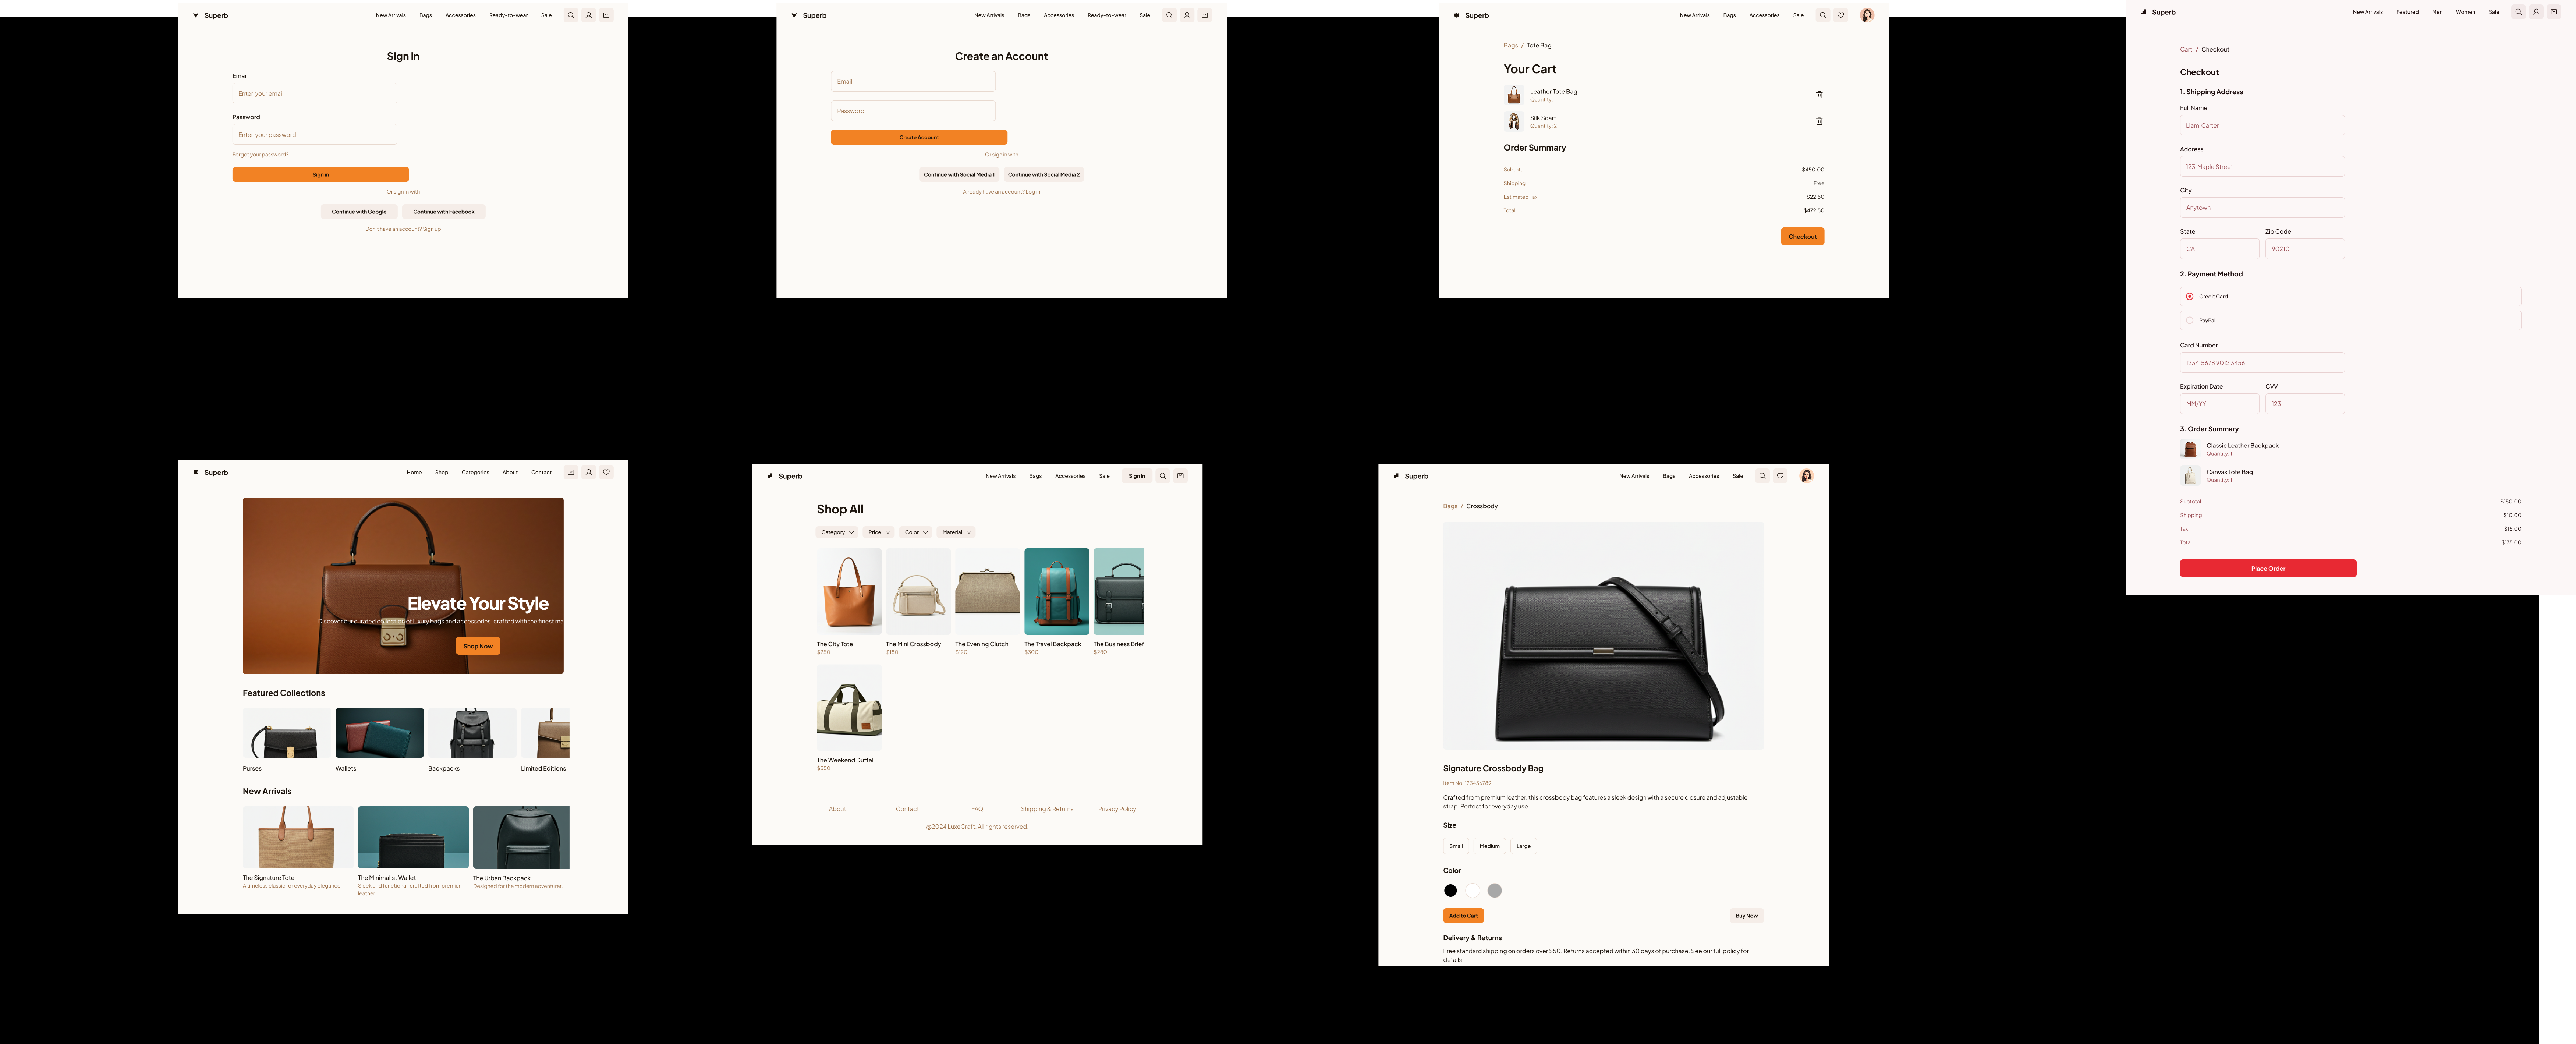 Superb
New Arrivals Bags Accessories Ready-to-wear Sale
Sign in
Email
Enter your email
Password
Enter your password
Forgot your password?
Sign in
Or sign in with
Continue with Google Continue with Facebook
Don't have an account? Sign up
Superb
New Arrivals Bags Accessories Ready-to-wear Sale
Create an Account
Email
Password
Create Account
Or sign in with
Continue with Social Media 1 Continue with Social Media 2
Already have an account? Log in
Superb
New Arrivals Bags Accessories Sale
Bags / Tote Bag
Your Cart
Leather Tote Bag
Quantity: 1
Silk Scarf
Quantity: 2
Order Summary
Subtotal $450.00
Shipping Free
Estimated Tax $22.50
Total $472.50
Checkout
Superb
New Arrivals Featured Men Women Sale
Cart / Checkout
Checkout
1. Shipping Address
Full Name
Liam Carter
Address
123 Maple Street
City
Anytown
State Zip Code
CA 90210
2. Payment Method
Credit Card
PayPal
Card Number
1234 5678 9012 3456
Expiration Date CVV
MM/YY 123
3. Order Summary
Classic Leather Backpack
Quantity: 1
Canvas Tote Bag
Quantity: 1
Subtotal $150.00
Shipping $10.00
Tax $15.00
Total $175.00
Place Order
Superb
Home Shop Categories About Contact
Elevate Your Style
Discover our curated collection of luxury bags and accessories, crafted with the finest ma
Shop Now
Featured Collections
Purses Wallets Backpacks Limited Editions
New Arrivals
The Signature Tote
A timeless classic for everyday elegance.
The Minimalist Wallet
Sleek and functional, crafted from premium
leather.
The Urban Backpack
Designed for the modern adventurer.
Superb
New Arrivals Bags Accessories Sale Sign in
Shop All
Category Price Color Material
The City Tote The Mini Crossbody The Evening Clutch The Travel Backpack The Business Brief
$250 $180 $120 $300 $280
The Weekend Duffel
$350
About Contact FAQ Shipping & Returns Privacy Policy
@2024 LuxeCraft. All rights reserved.
Superb
New Arrivals Bags Accessories Sale
Bags / Crossbody
Signature Crossbody Bag
Item No. 123456789
Crafted from premium leather, this crossbody bag features a sleek design with a secure closure and adjustable
strap. Perfect for everyday use.
Size
Small Medium Large
Color
Add to Cart Buy Now
Delivery & Returns
Free standard shipping on orders over $50. Returns accepted within 30 days of purchase. See our full policy for
details.